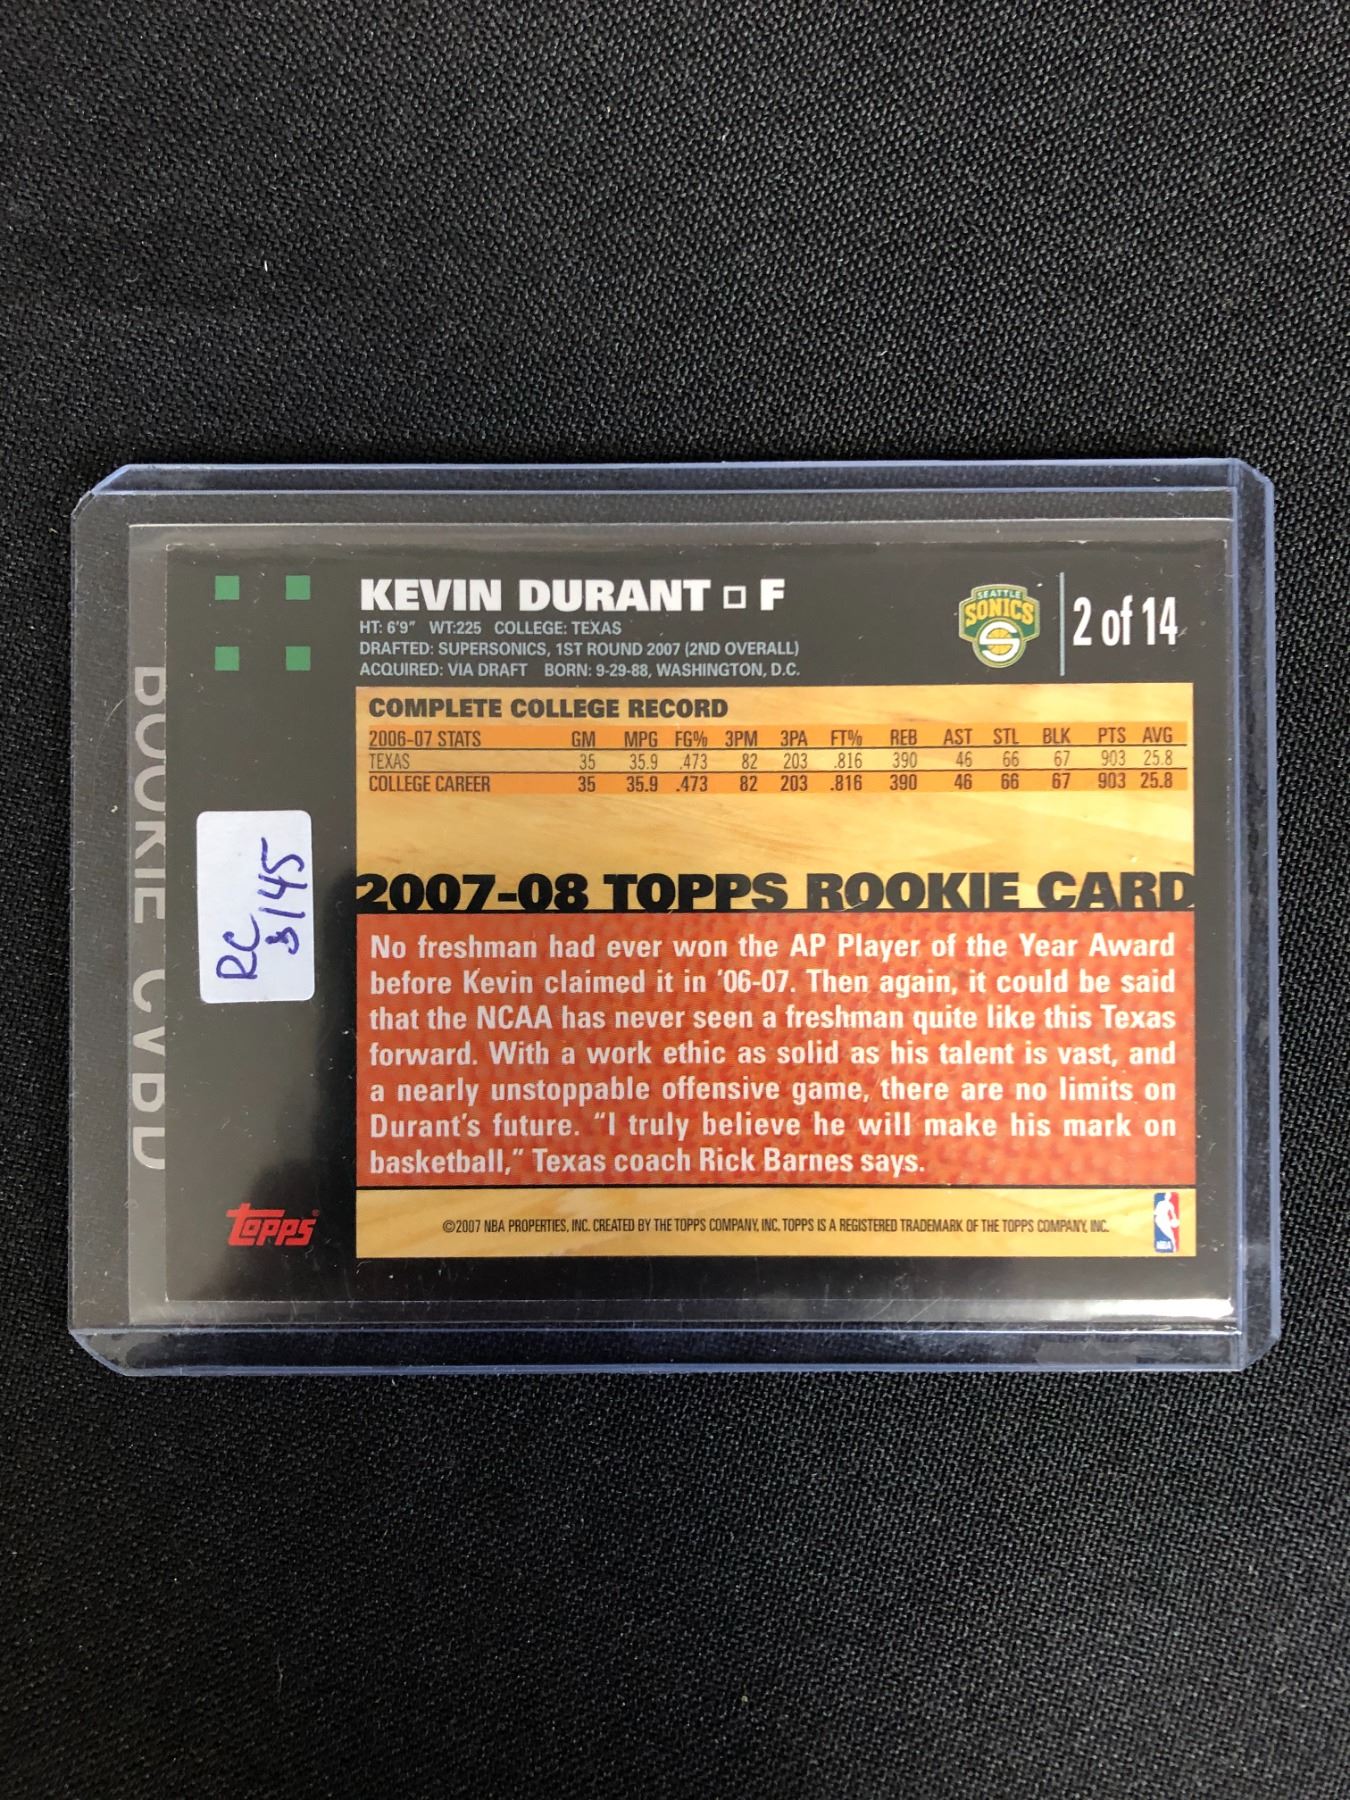 KEVIN DURANT □ F
HT: 6'9" WT:225 COLLEGE: TEXAS
DRAFTED: SUPERSONICS, 1ST ROUND 2007 (2ND OVERALL)
ACQUIRED: VIA DRAFT BORN: 9-29-88, WASHINGTON, D.C.
SEATTLE
SONICS
2 of 14
COMPLETE COLLEGE RECORD
2006-07 STATS GM MPG FG% 3PM 3PA FT% REB AST STL BLK PTS AVG
TEXAS 35 35.9 .473 82 203 .816 390 46 66 67 903 25.8
COLLEGE CAREER 35 35.9 .473 82 203 .816 390 46 66 67 903 25.8
2007-08 TOPPS ROOKIE CARD
No freshman had ever won the AP Player of the Year Award
before Kevin claimed it in '06-07. Then again, it could be said
that the NCAA has never seen a freshman quite like this Texas
forward. With a work ethic as solid as his talent is vast, and
a nearly unstoppable offensive game, there are no limits on
Durant's future. "I truly believe he will make his mark on
basketball," Texas coach Rick Barnes says.
©2007 NBA PROPERTIES, INC. CREATED BY THE TOPPS COMPANY, INC. TOPPS IS A REGISTERED TRADEMARK OF THE TOPPS COMPANY, INC.
NBA
topps®
RC
$145
ROOKIE CARD